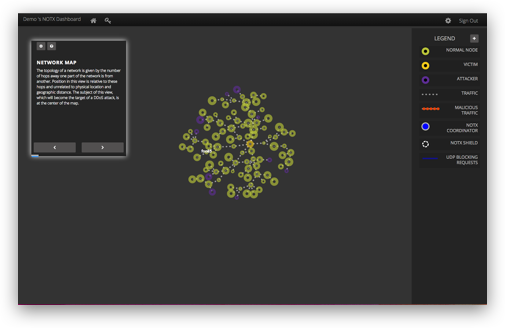 Demo 's NOTX Dashboard
Sign Out
NETWORK MAP
The topology of a network is given by the number
of hops away one part of the network is from
another. Position in this view is relative to these
hops and unrelated to physical location and
geographic distance. The subject of this view,
which will become the target of a DDoS attack, is
at the center of the map.
LEGEND
NORMAL NODE
VICTIM
ATTACKER
TRAFFIC
MALICIOUS
TRAFFIC
NOTX
COORDINATOR
NOTX SHIELD
UDP BLOCKING
REQUESTS